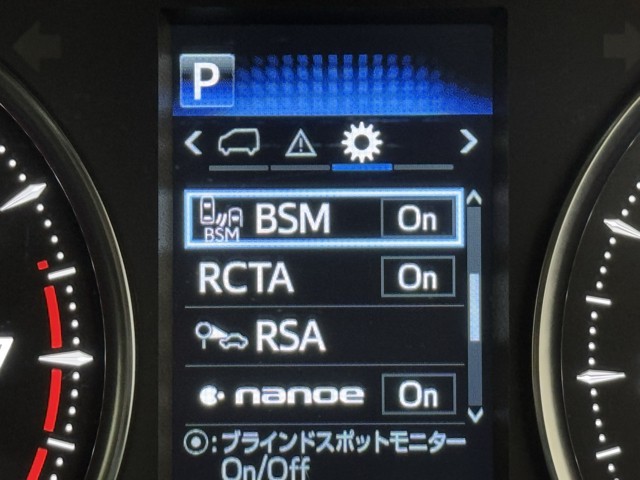 P
BSM BSM On
RCTA On
RSA
nanoe On
:ブラインドスポットモニター
On/Off